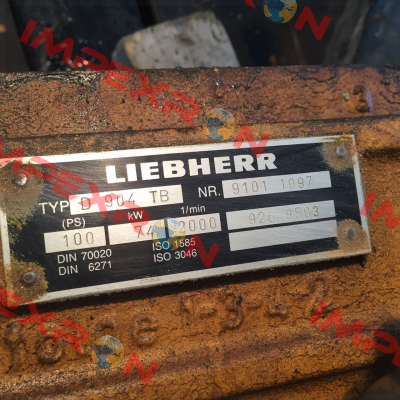 IMPEXRON
LIEBHERR
TYP D 904 TB NR. 9101 1097
(PS) kW 1/min
100 74 2000 926 9503
DIN 70020 ISO 1585
DIN 6271 ISO 3046